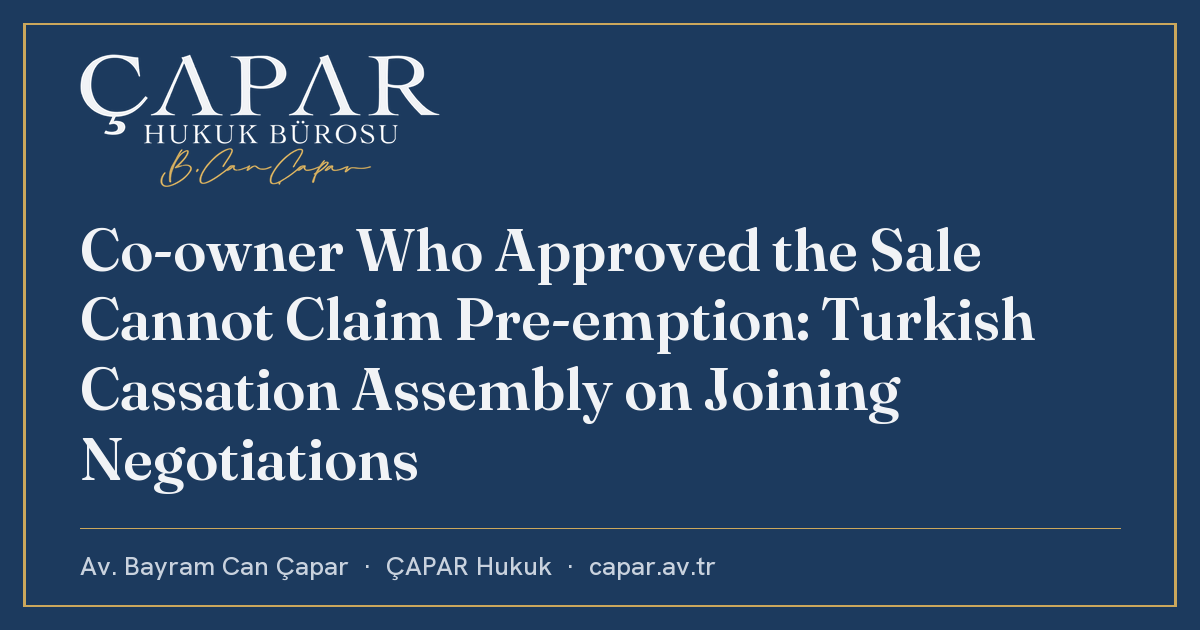 ÇAPAR
HUKUK BÜROSU
B.Can Çapar
Co-owner Who Approved the Sale
Cannot Claim Pre-emption: Turkish
Cassation Assembly on Joining
Negotiations
Av. Bayram Can Çapar · ÇAPAR Hukuk · capar.av.tr